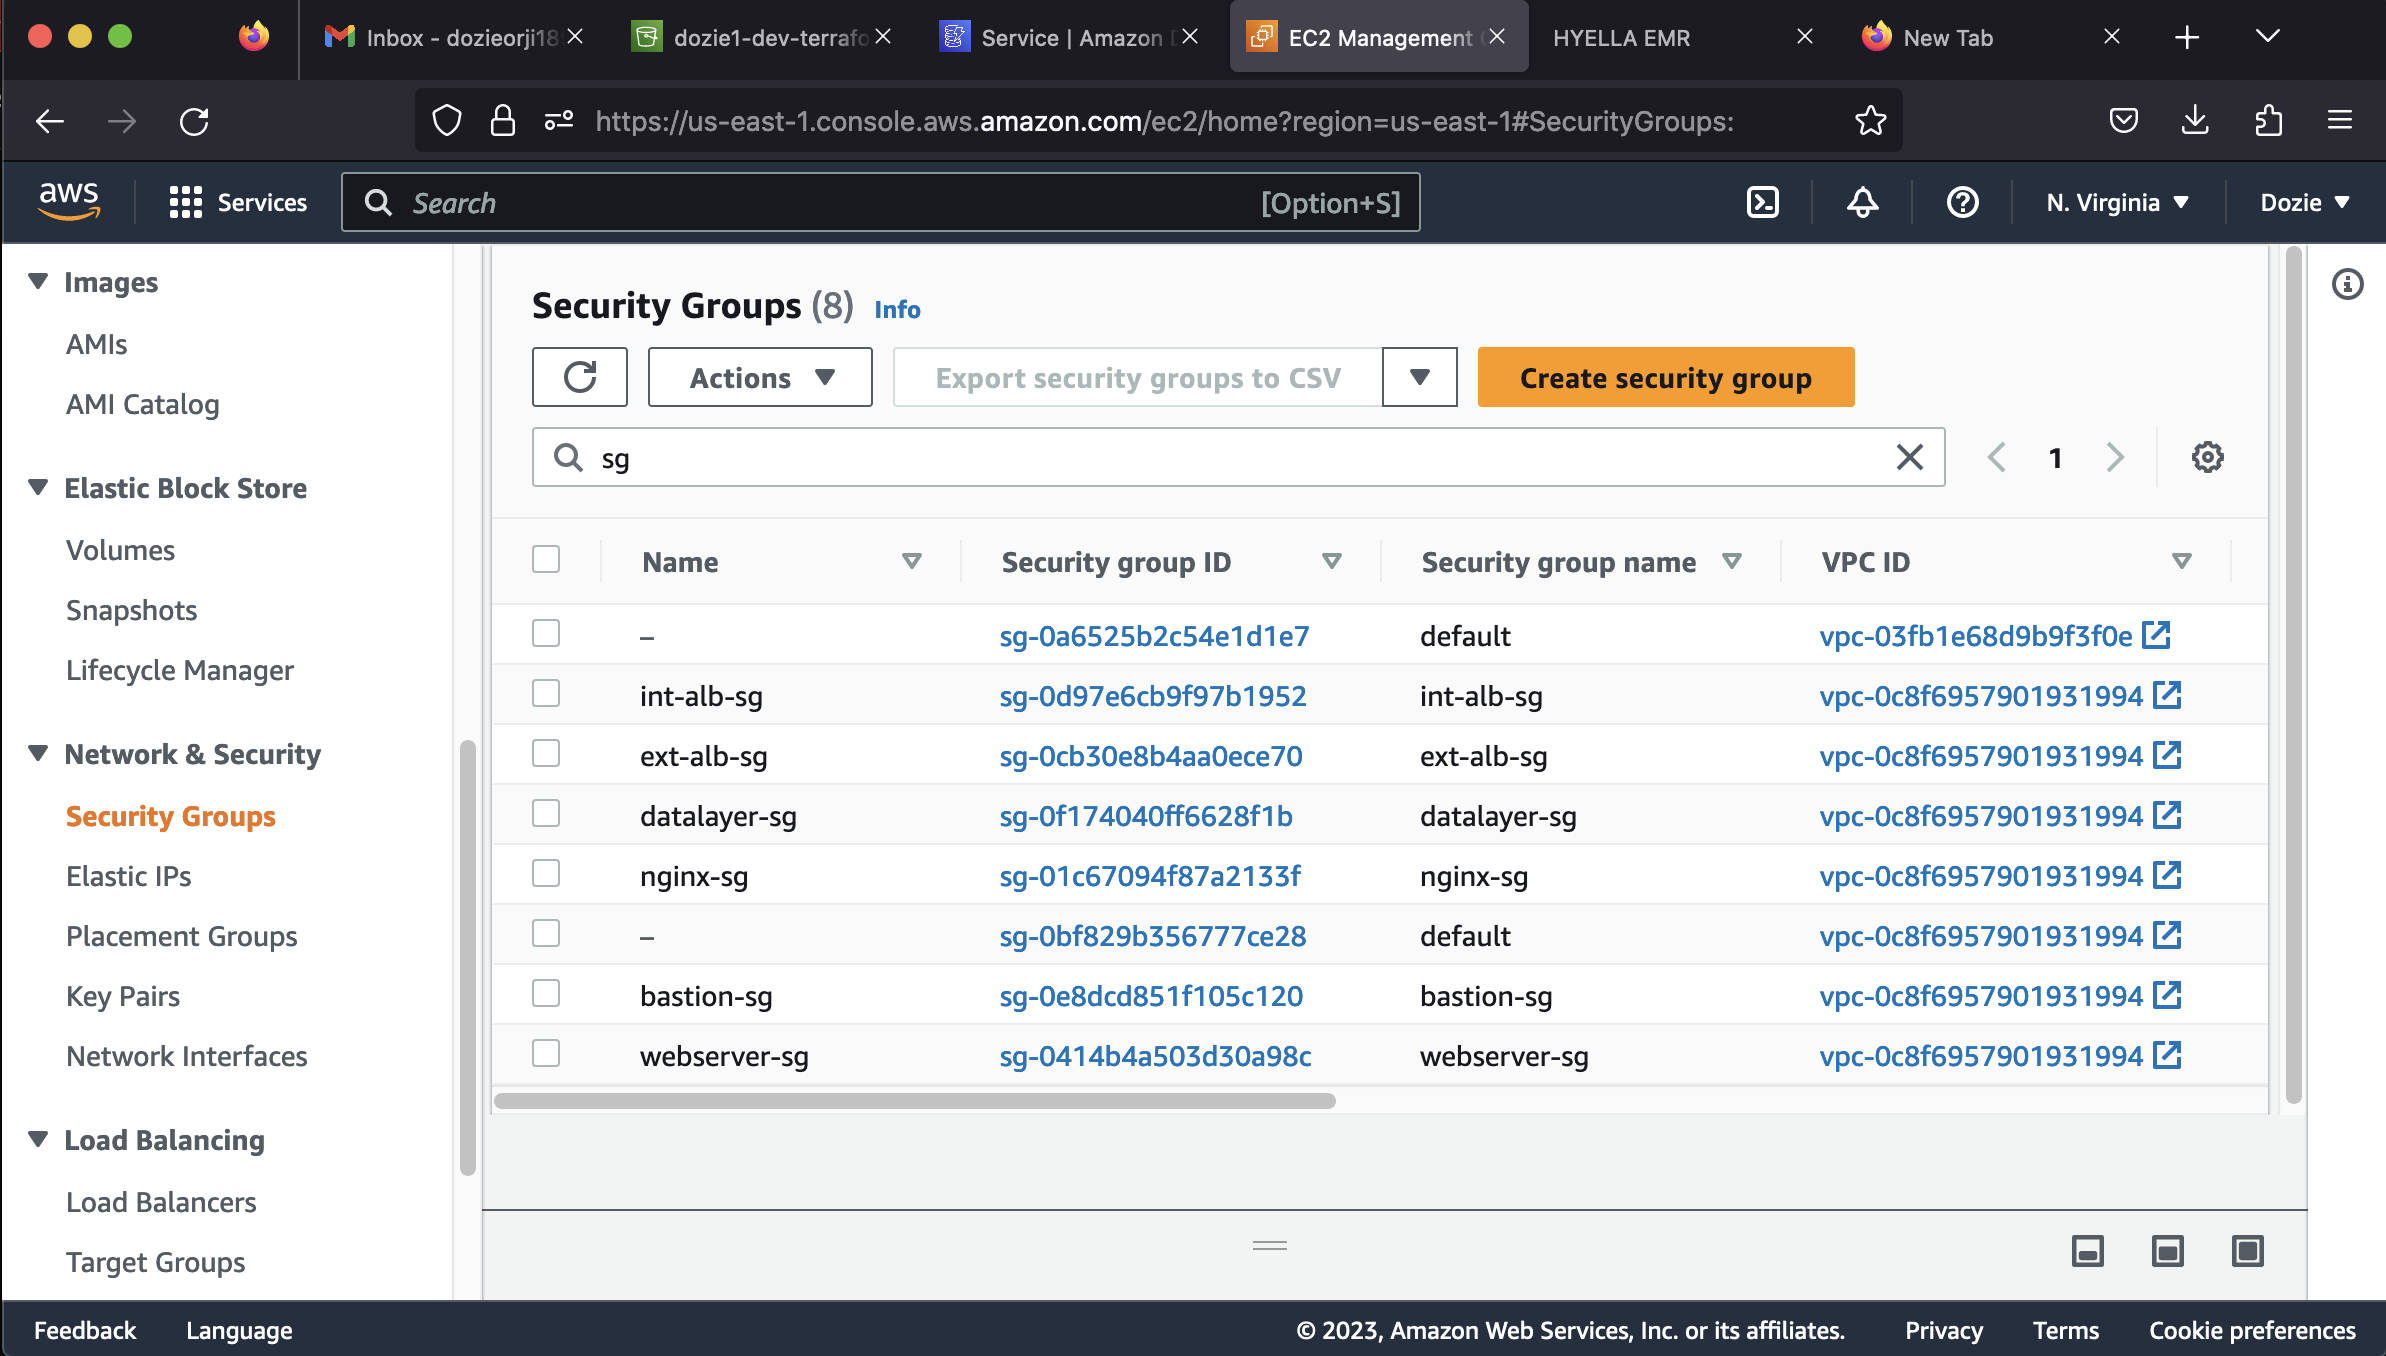 Inbox - dozieorji18
dozie1-dev-terrafo
Service | Amazon D
EC2 Management C
HYELLA EMR
New Tab
https://us-east-1.console.aws.amazon.com/ec2/home?region=us-east-1#SecurityGroups:
aws
Services
Search
[Option+S]
N. Virginia
Dozie
Images
AMIs
AMI Catalog
Elastic Block Store
Volumes
Snapshots
Lifecycle Manager
Network & Security
Security Groups
Elastic IPs
Placement Groups
Key Pairs
Network Interfaces
Load Balancing
Load Balancers
Target Groups
Security Groups (8) Info
Actions
Export security groups to CSV
Create security group
sg
1
Name Security group ID Security group name VPC ID
– sg-0a6525b2c54e1d1e7 default vpc-03fb1e68d9b9f3f0e
int-alb-sg sg-0d97e6cb9f97b1952 int-alb-sg vpc-0c8f6957901931994
ext-alb-sg sg-0cb30e8b4aa0ece70 ext-alb-sg vpc-0c8f6957901931994
datalayer-sg sg-0f174040ff6628f1b datalayer-sg vpc-0c8f6957901931994
nginx-sg sg-01c67094f87a2133f nginx-sg vpc-0c8f6957901931994
– sg-0bf829b356777ce28 default vpc-0c8f6957901931994
bastion-sg sg-0e8dcd851f105c120 bastion-sg vpc-0c8f6957901931994
webserver-sg sg-0414b4a503d30a98c webserver-sg vpc-0c8f6957901931994
Feedback
Language
© 2023, Amazon Web Services, Inc. or its affiliates.
Privacy
Terms
Cookie preferences